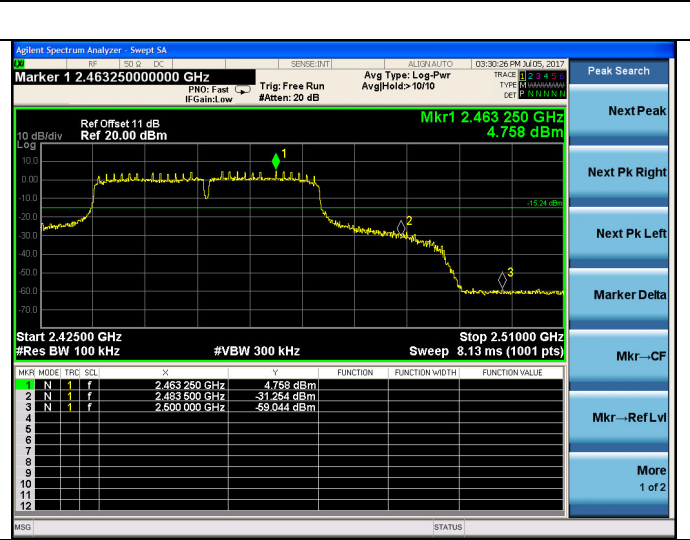 Agilent Spectrum Analyzer - Swept SA
RF 50 Ω DC SENSE:INT ALIGN AUTO 03:30:26 PM Jul 05, 2017
Marker 1 2.463250000000 GHz
PNO: Fast
IFGain:Low
Trig: Free Run
#Atten: 20 dB
Avg Type: Log-Pwr
Avg|Hold:>10/10
TRACE 1 2 3 4 5 6
TYPE M
DET P N N N N N
Peak Search
Ref Offset 11 dB
10 dB/div Ref 20.00 dBm
Log
Mkr1 2.463 250 GHz
4.758 dBm
10.0
0.00
-10.0
-20.0
-30.0
-40.0
-50.0
-60.0
-70.0
1
2
3
-15.24 dBm
Start 2.42500 GHz Stop 2.51000 GHz
#Res BW 100 kHz #VBW 300 kHz Sweep 8.13 ms (1001 pts)
MKR MODE TRC SCL X Y FUNCTION FUNCTION WIDTH FUNCTION VALUE
1 N 1 f 2.463 250 GHz 4.758 dBm
2 N 1 f 2.483 500 GHz -31.254 dBm
3 N 1 f 2.500 000 GHz -59.044 dBm
4
5
6
7
8
9
10
11
12
MSG STATUS
Next Peak
Next Pk Right
Next Pk Left
Marker Delta
Mkr→CF
Mkr→Ref Lvl
More
1 of 2